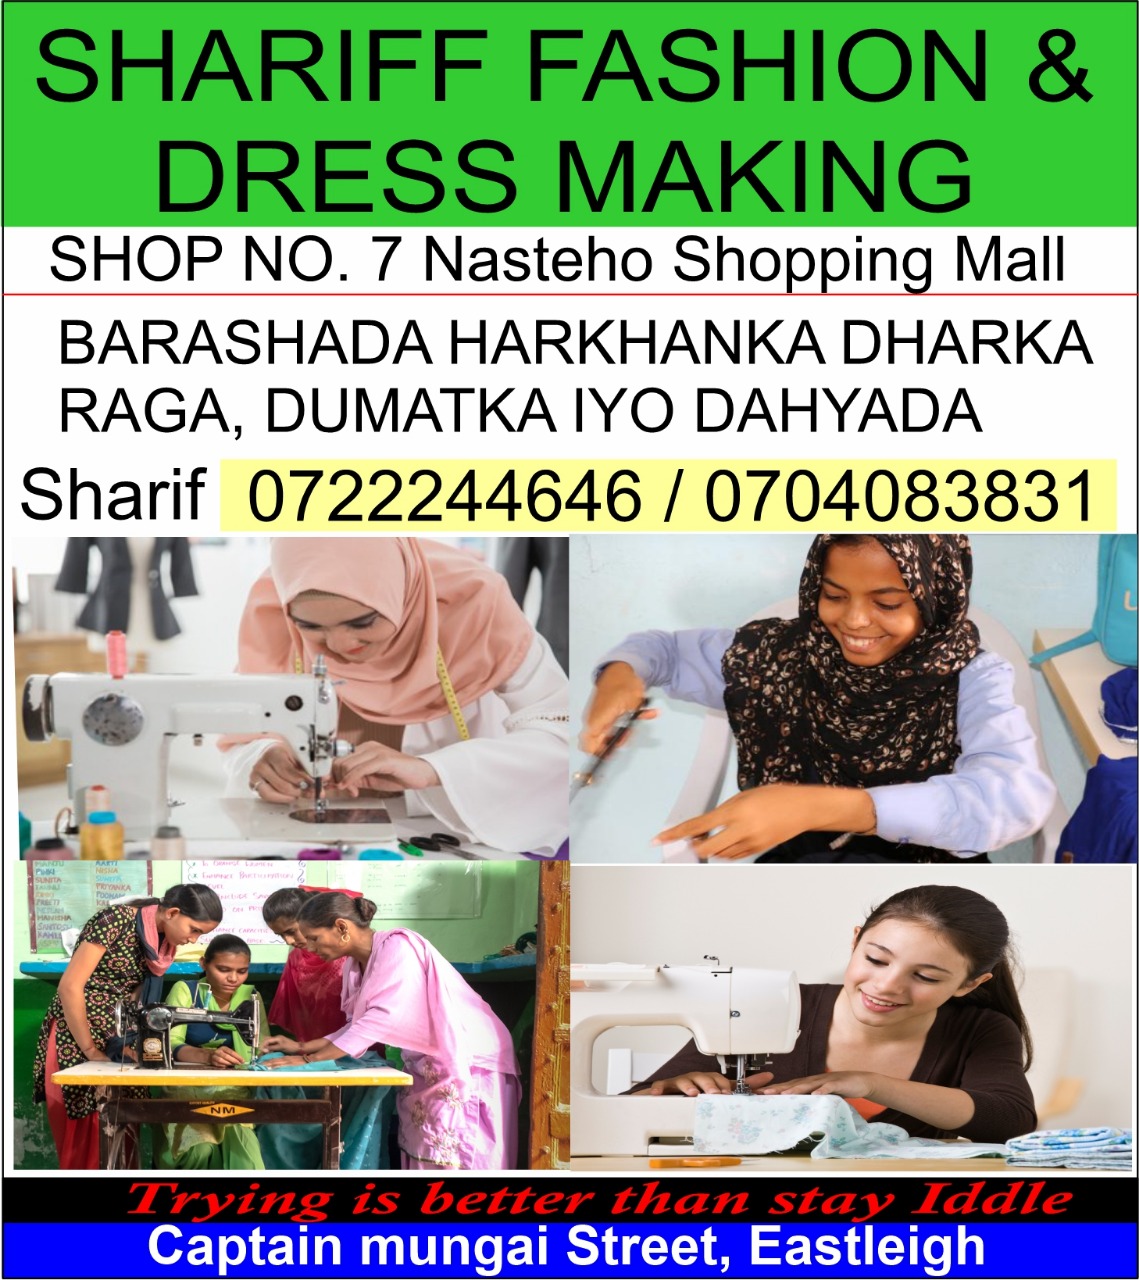 SHARIFF FASHION &
DRESS MAKING
SHOP NO. 7 Nasteho Shopping Mall
BARASHADA HARKHANKA DHARKA
RAGA, DUMATKA IYO DAHYADA
Sharif 0722244646 / 0704083831
NM
Trying is better than stay Iddle
Captain mungai Street, Eastleigh